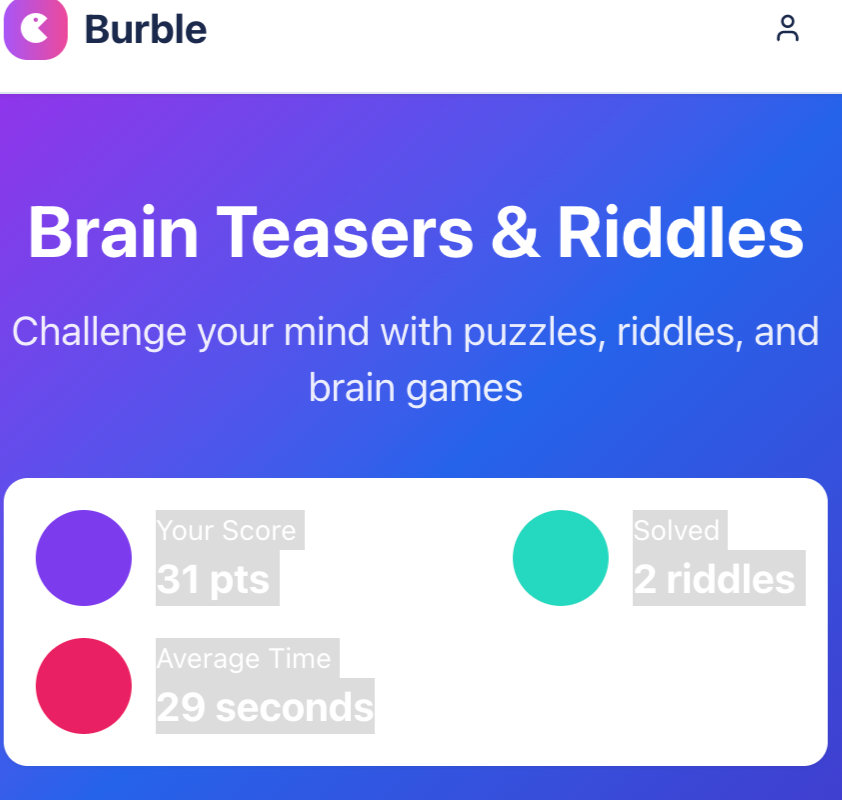 Burble
Brain Teasers & Riddles
Challenge your mind with puzzles, riddles, and
brain games
Your Score
31 pts
Solved
2 riddles
Average Time
29 seconds